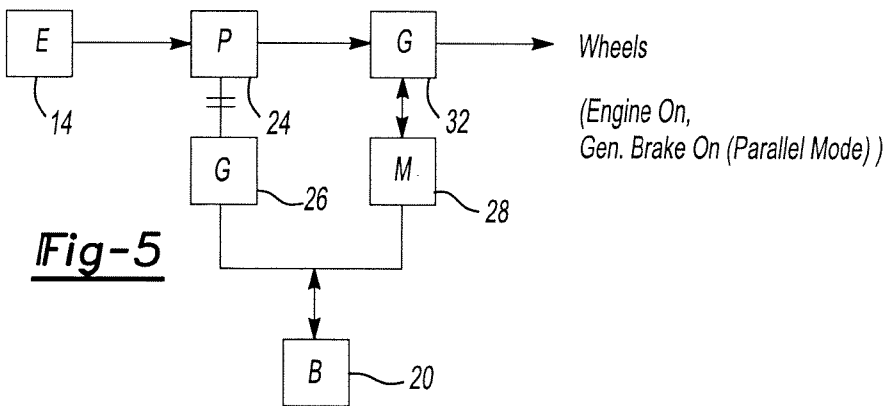 E
P
G
Wheels
14
24
32
(Engine On,
Gen. Brake On (Parallel Mode) )
G
M
26
28
Fig-5
B
20